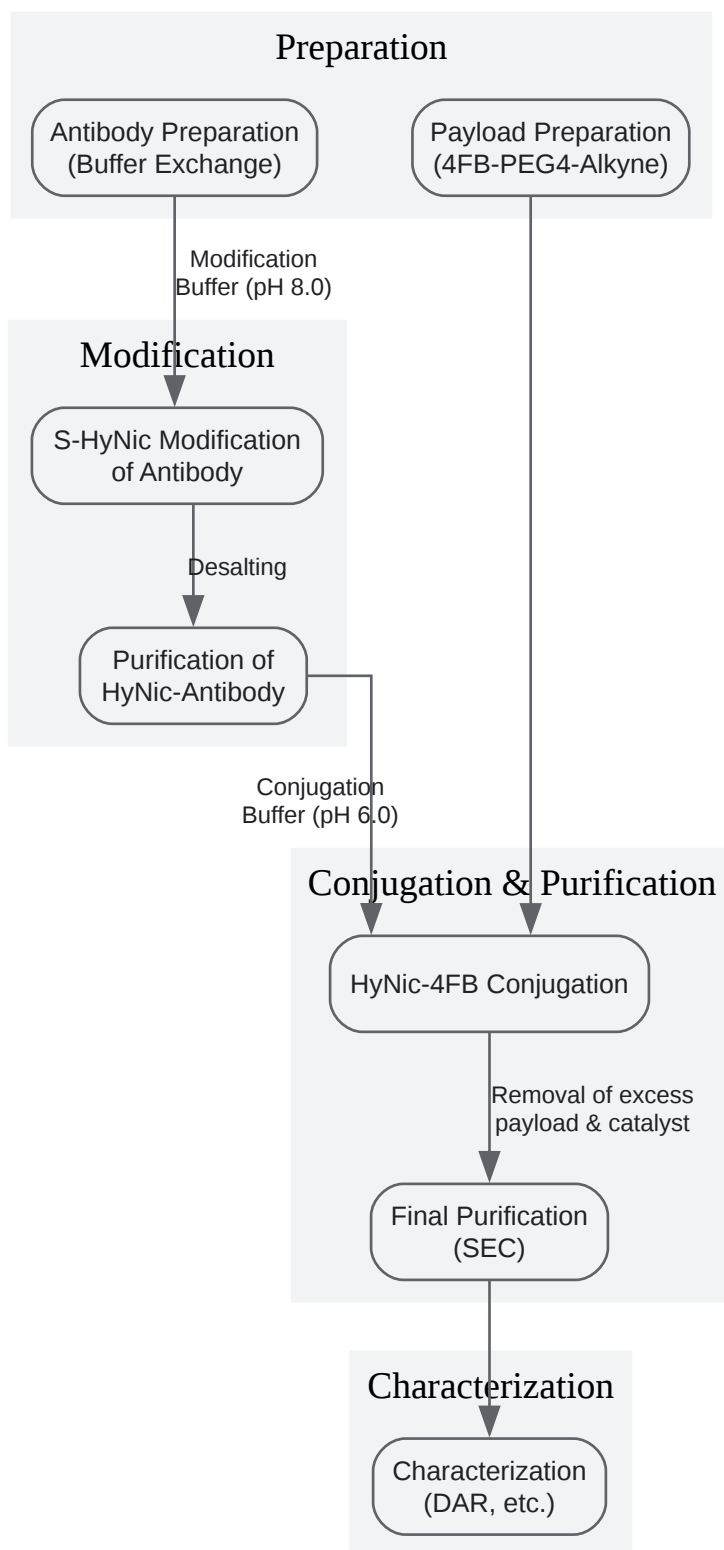 Preparation
Antibody Preparation
(Buffer Exchange)
Payload Preparation
(4FB-PEG4-Alkyne)
Modification
Buffer (pH 8.0)
Modification
S-HyNic Modification
of Antibody
Desalting
Purification of
HyNic-Antibody
Conjugation
Buffer (pH 6.0)
Conjugation & Purification
HyNic-4FB Conjugation
Removal of excess
payload & catalyst
Final Purification
(SEC)
Characterization
Characterization
(DAR, etc.)